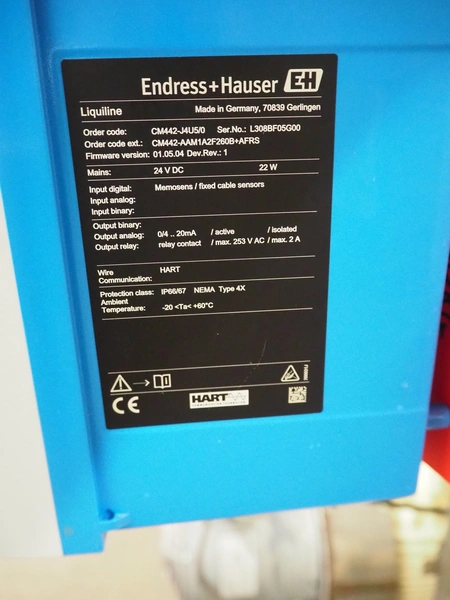 Endress+Hauser EH
Liquiline Made in Germany, 70839 Gerlingen
Order code: CM442-J4U5/0 Ser.No.: L308BF05G00
Order code ext.: CM442-AAM1A2F260B+AFRS
Firmware version: 01.05.04 Dev.Rev.: 1
Mains: 24 V DC 22 W
Input digital: Memosens / fixed cable sensors
Input analog:
Input binary:
Output binary:
Output analog: 0/4 .. 20mA / active / isolated
Output relay: relay contact / max. 253 V AC / max. 2 A
Wire
Communication: HART
Protection class: IP66/67 NEMA Type 4X
Ambient
Temperature: -20 <Ta< +60°C
CE
HART